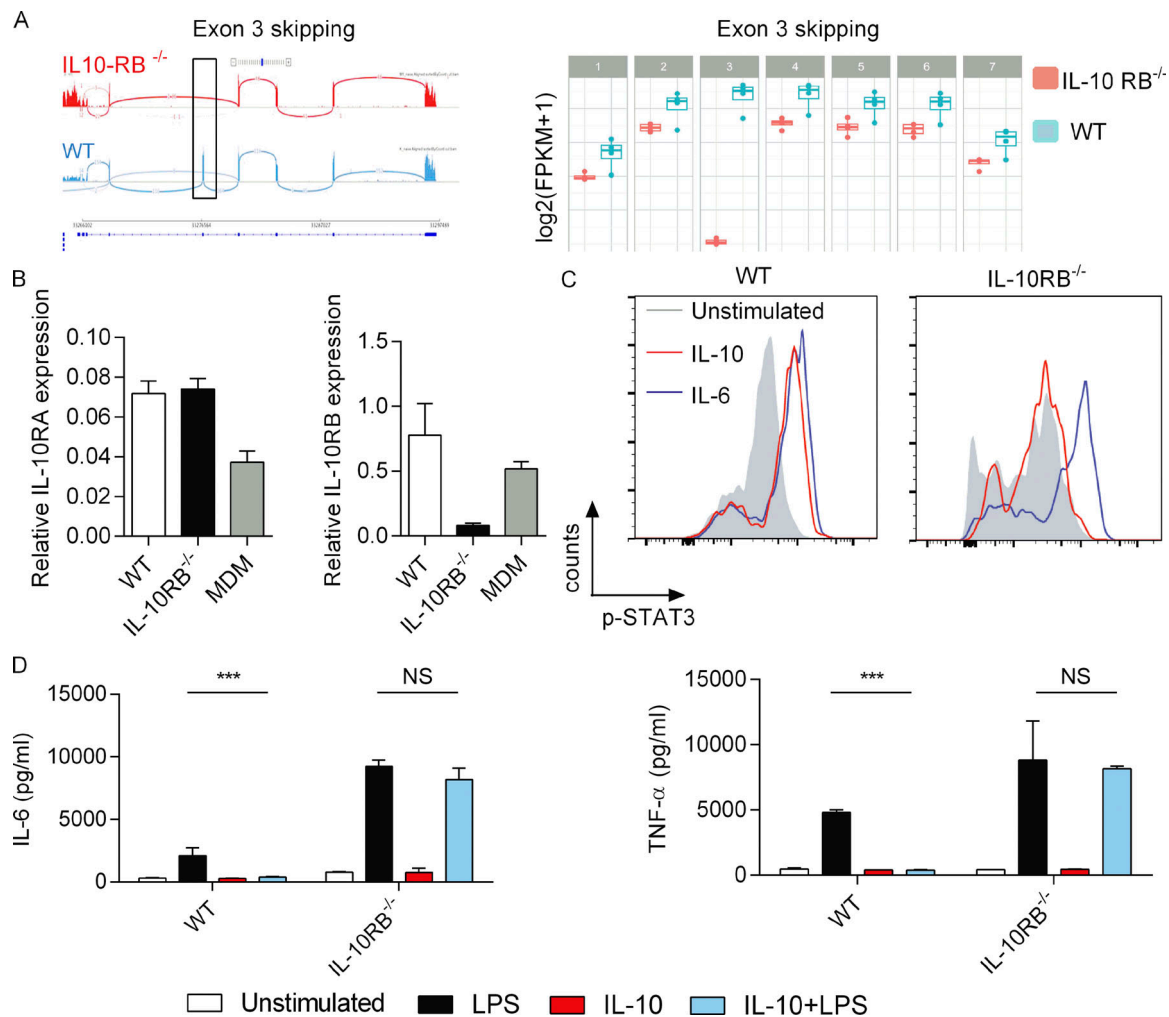 A
Exon 3 skipping
IL10-RB -/-
WT
Exon 3 skipping
1 2 3 4 5 6 7
log2(FPKM+1)
IL-10 RB-/-
WT
B
Relative IL-10RA expression
0.10
0.08
0.06
0.04
0.02
0.00
WT
IL-10RB-/-
MDM
Relative IL-10RB expression
1.5
1.0
0.5
0.0
WT
IL-10RB-/-
MDM
C
WT
IL-10RB-/-
Unstimulated
IL-10
IL-6
counts
p-STAT3
D
IL-6 (pg/ml)
15000
10000
5000
0
***
NS
WT
IL-10RB-/-
TNF-α (pg/ml)
15000
10000
5000
0
***
NS
WT
IL-10RB-/-
Unstimulated LPS IL-10 IL-10+LPS